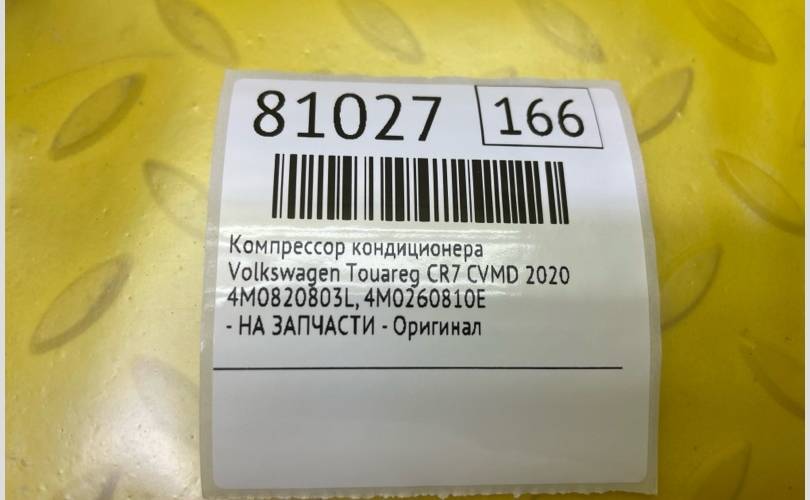 81027
166
Компрессор кондиционера
Volkswagen Touareg CR7 CVMD 2020
4M0820803L, 4M0260810E
- НА ЗАПЧАСТИ - Оригинал